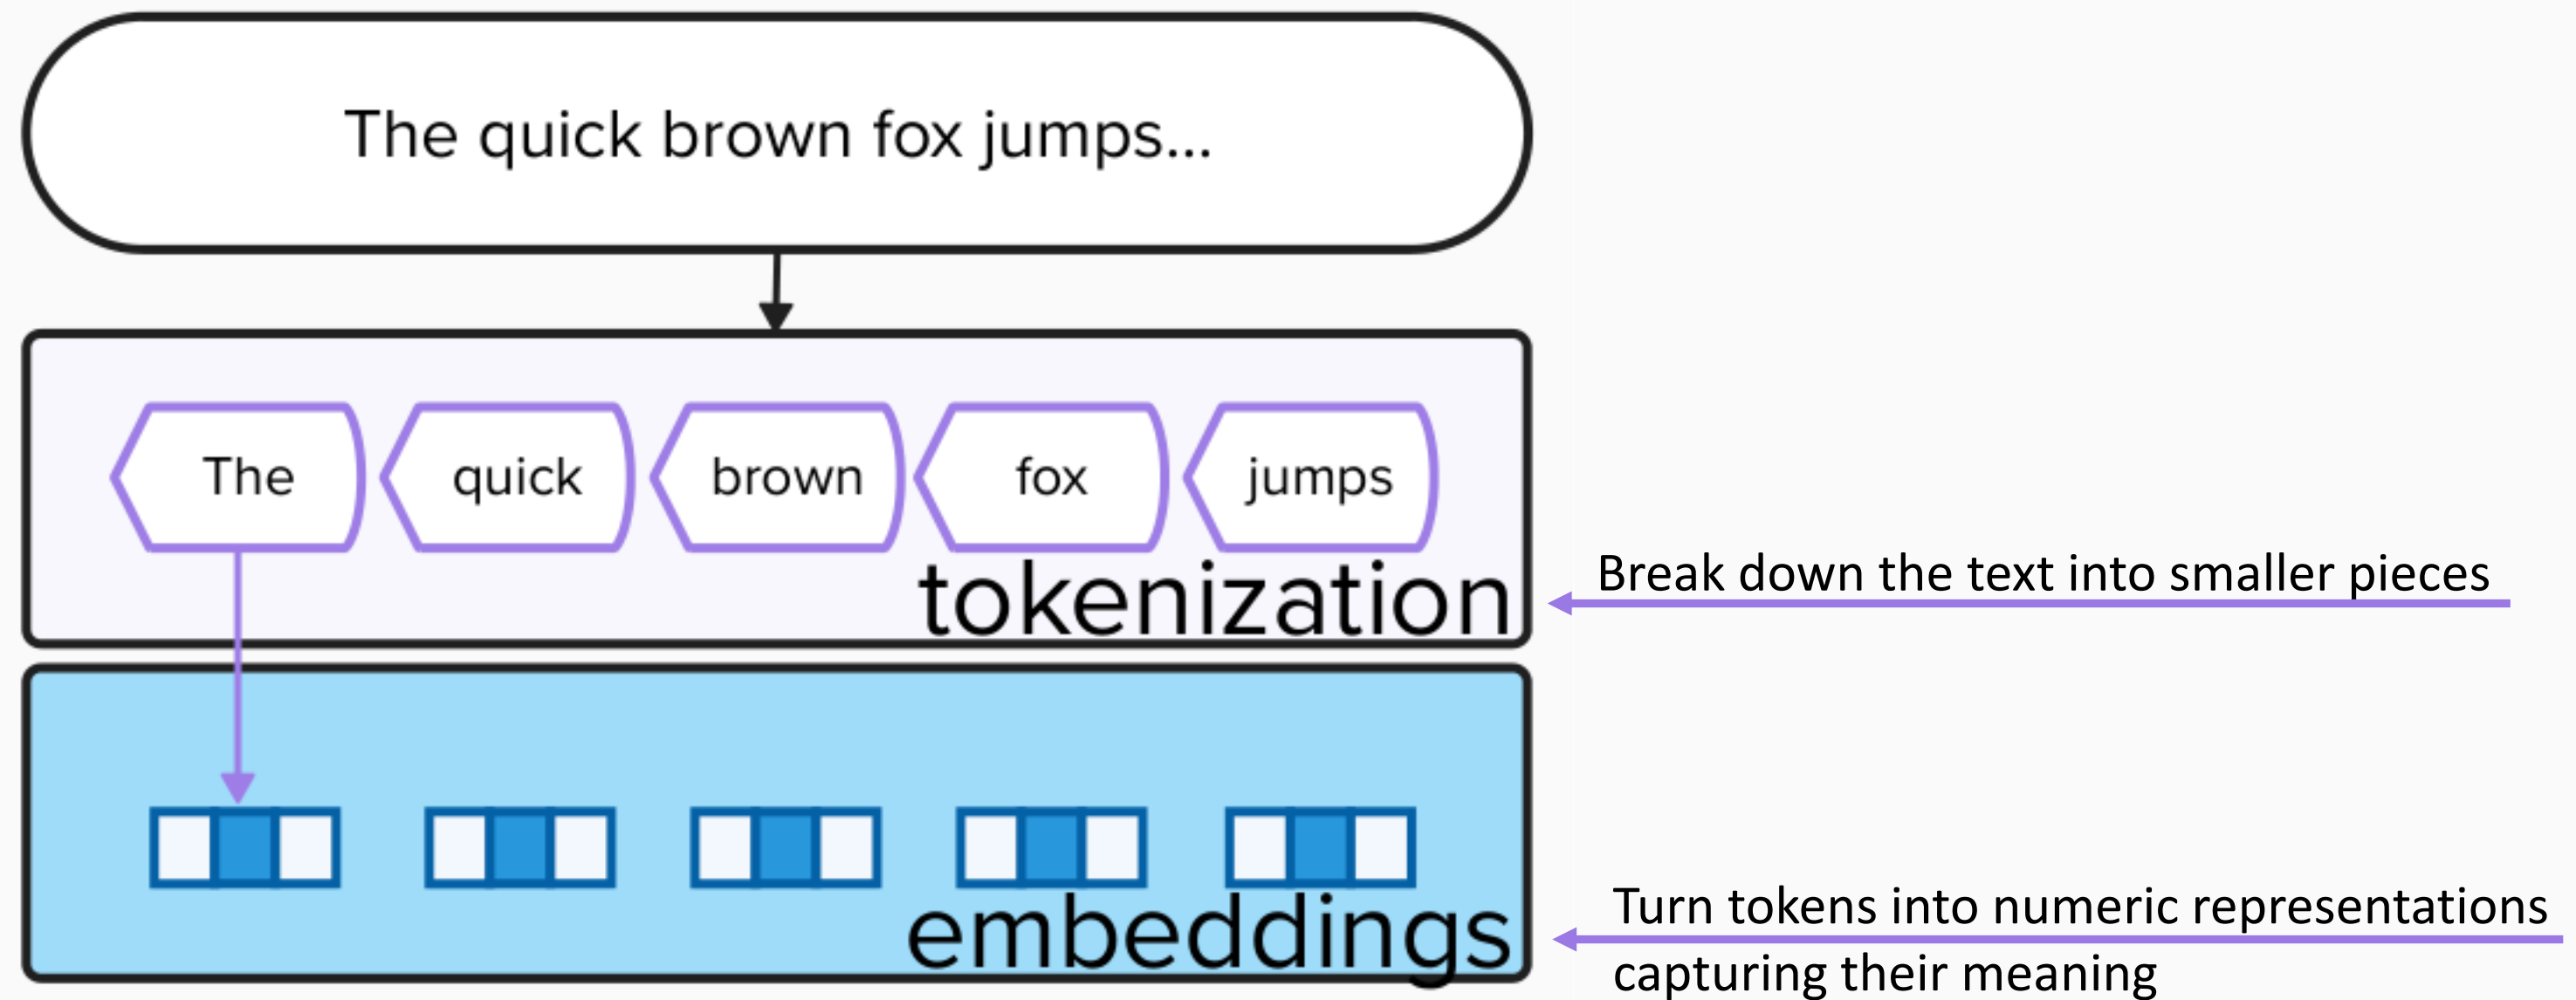 The quick brown fox jumps...
The
quick
brown
fox
jumps
tokenization
Break down the text into smaller pieces
embeddings
Turn tokens into numeric representations
capturing their meaning